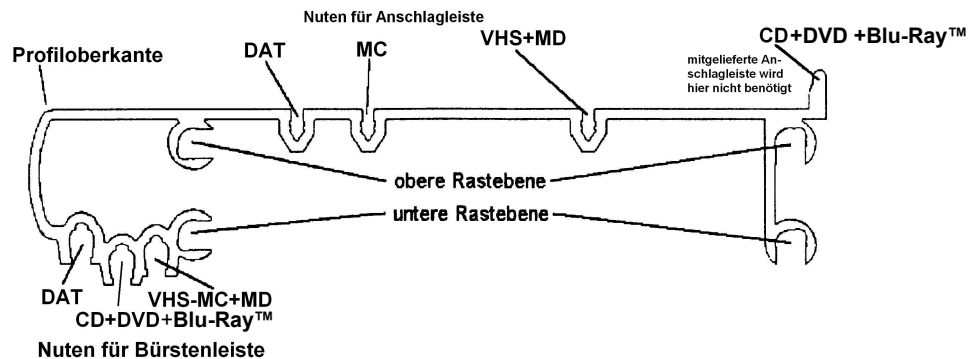 Nuten für Anschlagleiste
Profiloberkante
DAT
MC
VHS+MD
CD+DVD +Blu-Ray™
mitgelieferte An-
schlagleiste wird
hier nicht benötigt
obere Rastebene
untere Rastebene
DAT
VHS-MC+MD
CD+DVD+Blu-Ray™
Nuten für Bürstenleiste